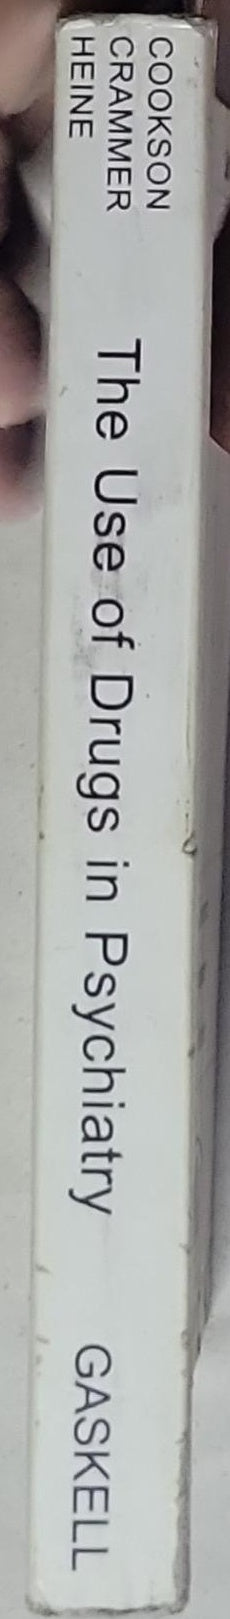 COOKSON
CRAMMER
HEINE
The Use of Drugs in Psychiatry
GASKELL